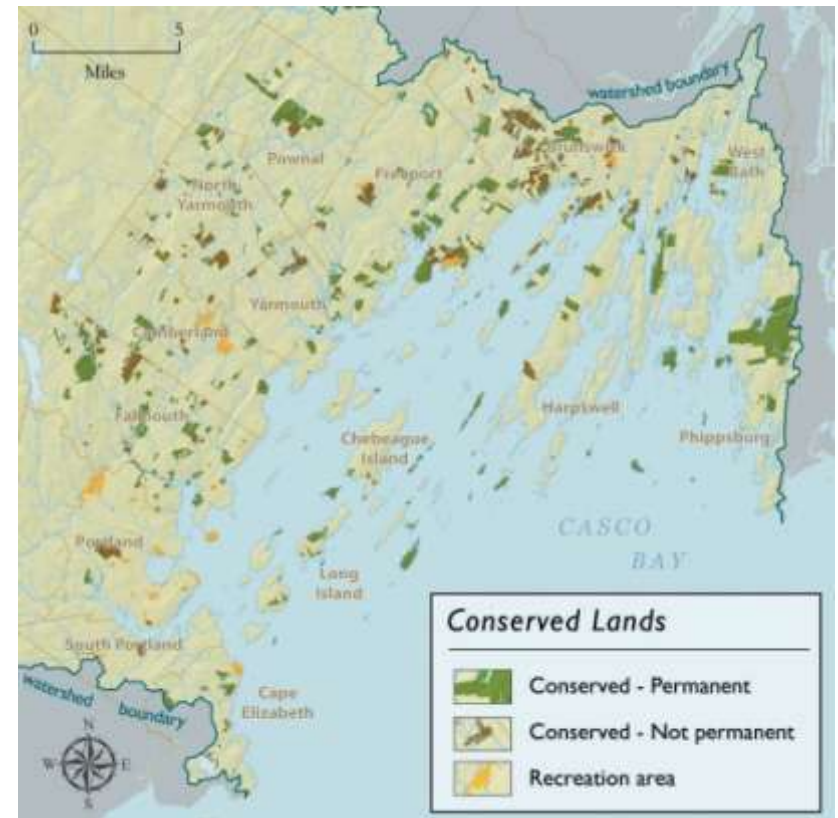 0 5
Miles
watershed boundary
Brunswick
West
Bath
Pownal
Freeport
North
Yarmouth
Yarmouth
Cumberland
Falmouth
Harpswell
Chebeague
Island
Phippsburg
CASCO
BAY
Portland
Long
Island
South Portland
Cape
Elizabeth
watershed boundary
N
W E
S
Conserved Lands
Conserved - Permanent
Conserved - Not permanent
Recreation area